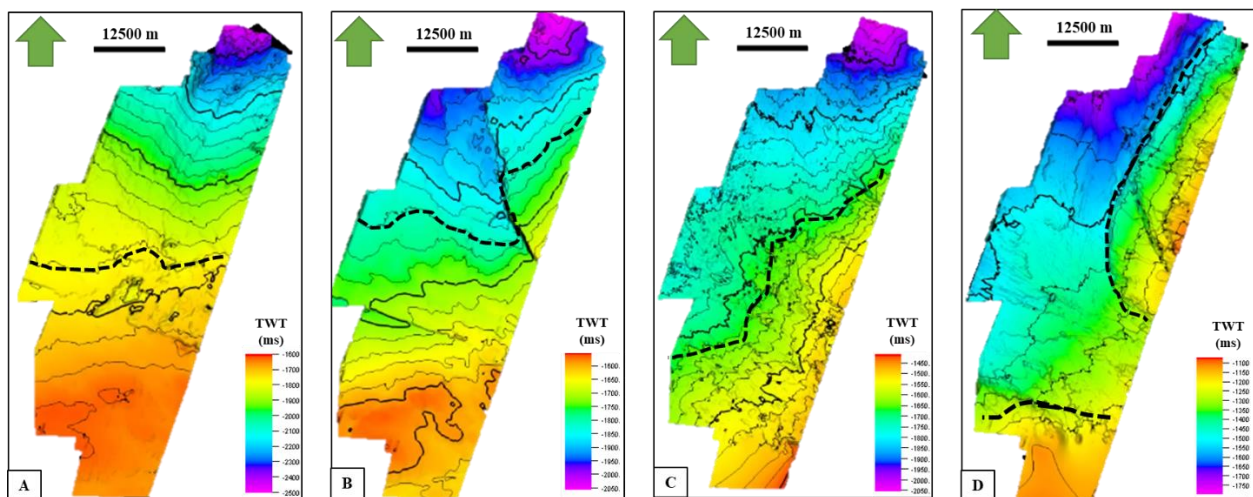 12500 m
TWT
(ms)
-1600
-1700
-1800
-1900
-2000
-2100
-2200
-2300
-2400
-2500
A
12500 m
TWT
(ms)
-1600.
-1650.
-1700.
-1750.
-1800.
-1850.
-1900.
-1950.
-2000.
-2050.
B
12500 m
TWT
(ms)
-1450.
-1500.
-1550.
-1600.
-1650.
-1700.
-1750.
-1800.
-1850.
-1900.
-1950.
-2000.
-2050.
C
12500 m
TWT
(ms)
-1100
-1150
-1200
-1250
-1300
-1350
-1400
-1450
-1500
-1550
-1600
-1650
-1700
-1750
D